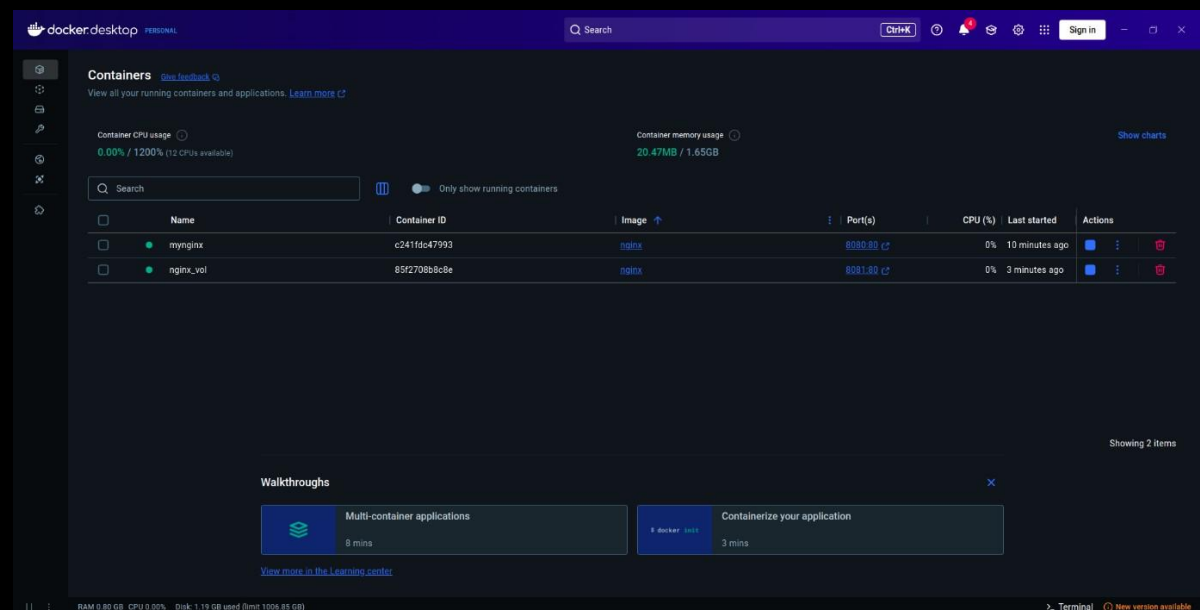 docker.desktop PERSONAL Search Ctrl+K 4 Sign in
Containers Give feedback
View all your running containers and applications. Learn more
Container CPU usage Container memory usage Show charts
0.00% / 1200% (12 CPUs available) 20.47MB / 1.65GB
Search Only show running containers
Name Container ID Image Port(s) CPU (%) Last started Actions
mynginx c241fdc47993 nginx 8080:80 0% 10 minutes ago
nginx_vol 85f2708b8c8e nginx 8081:80 0% 3 minutes ago
Showing 2 items
Walkthroughs
Multi-container applications Containerize your application
$ docker init
8 mins 3 mins
View more in the Learning center
RAM 0.80 GB CPU 0.00% Disk: 1.19 GB used (limit 1006.85 GB) Terminal New version available